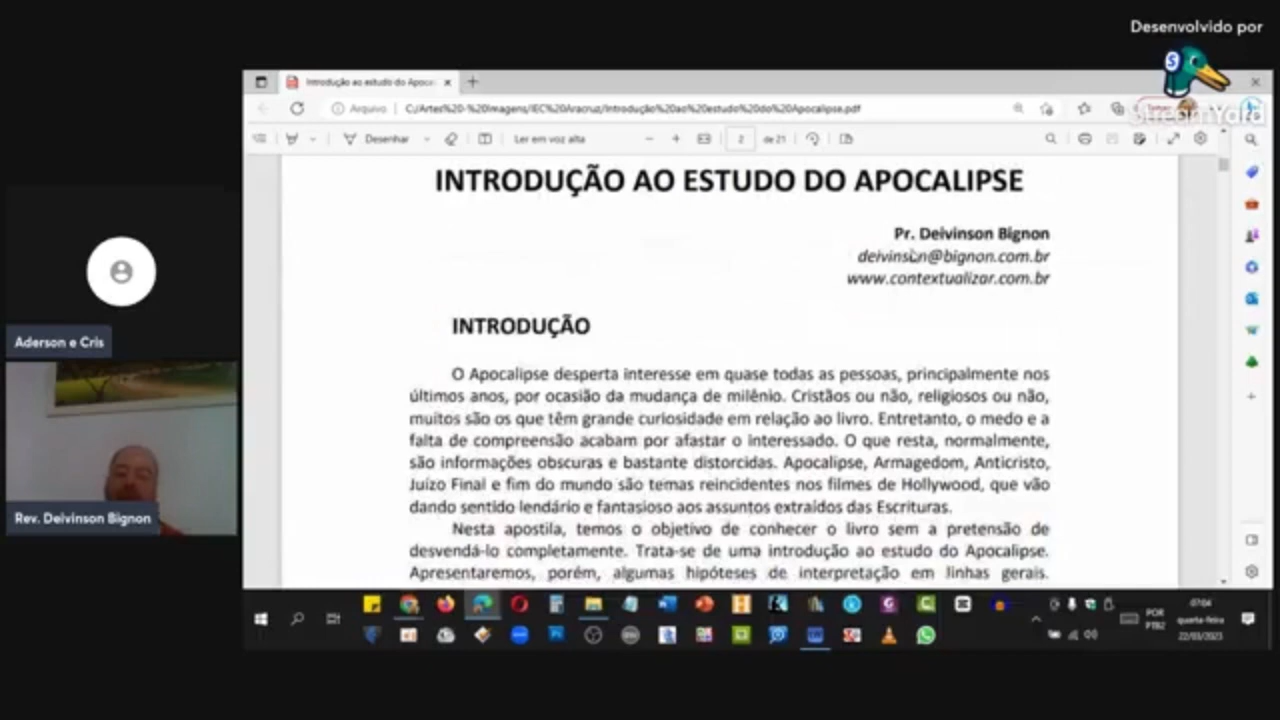 Desenvolvido por
StreamYard
Introdução ao estudo do Apoca
Arquivo
C:/Artes%20-%20Imagens/IEC%20Aracruz/Introdução%20ao%20estudo%20do%20Apocalipse.pdf
Desenhar
Ler em voz alta
2
de 21
INTRODUÇÃO AO ESTUDO DO APOCALIPSE
Pr. Deivinson Bignon
deivinson@bignon.com.br
www.contextualizar.com.br
INTRODUÇÃO
O Apocalipse desperta interesse em quase todas as pessoas, principalmente nos
últimos anos, por ocasião da mudança de milênio. Cristãos ou não, religiosos ou não,
muitos são os que têm grande curiosidade em relação ao livro. Entretanto, o medo e a
falta de compreensão acabam por afastar o interessado. O que resta, normalmente,
são informações obscuras e bastante distorcidas. Apocalipse, Armagedom, Anticristo,
Juízo Final e fim do mundo são temas reincidentes nos filmes de Hollywood, que vão
dando sentido lendário e fantasioso aos assuntos extraídos das Escrituras.
Nesta apostila, temos o objetivo de conhecer o livro sem a pretensão de
desvendá-lo completamente. Trata-se de uma introdução ao estudo do Apocalipse.
Apresentaremos, porém, algumas hipóteses de interpretação em linhas gerais.
Aderson e Cris
Rev. Deivinson Bignon
POR
PTB2
07:04
quarta-feira
22/03/2023